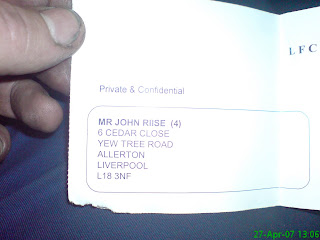 LFC
Private & Confidential
MR JOHN RIISE (4)
6 CEDAR CLOSE
YEW TREE ROAD
ALLERTON
LIVERPOOL
L18 3NF
27-Apr-07 13:06